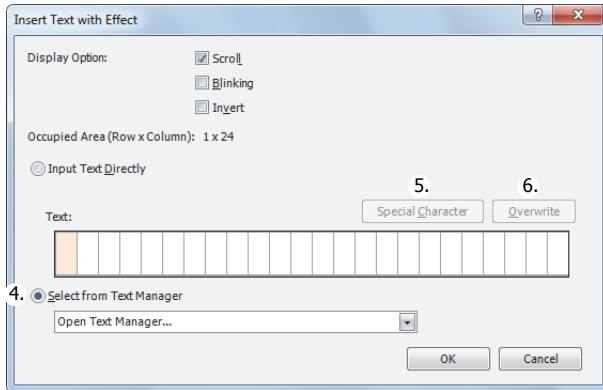 Insert Text with Effect
Display Option:
Scroll
Blinking
Invert
Occupied Area (Row x Column): 1 x 24
Input Text Directly
5. 6.
Special Character Overwrite
Text:
4. Select from Text Manager
Open Text Manager...
OK Cancel